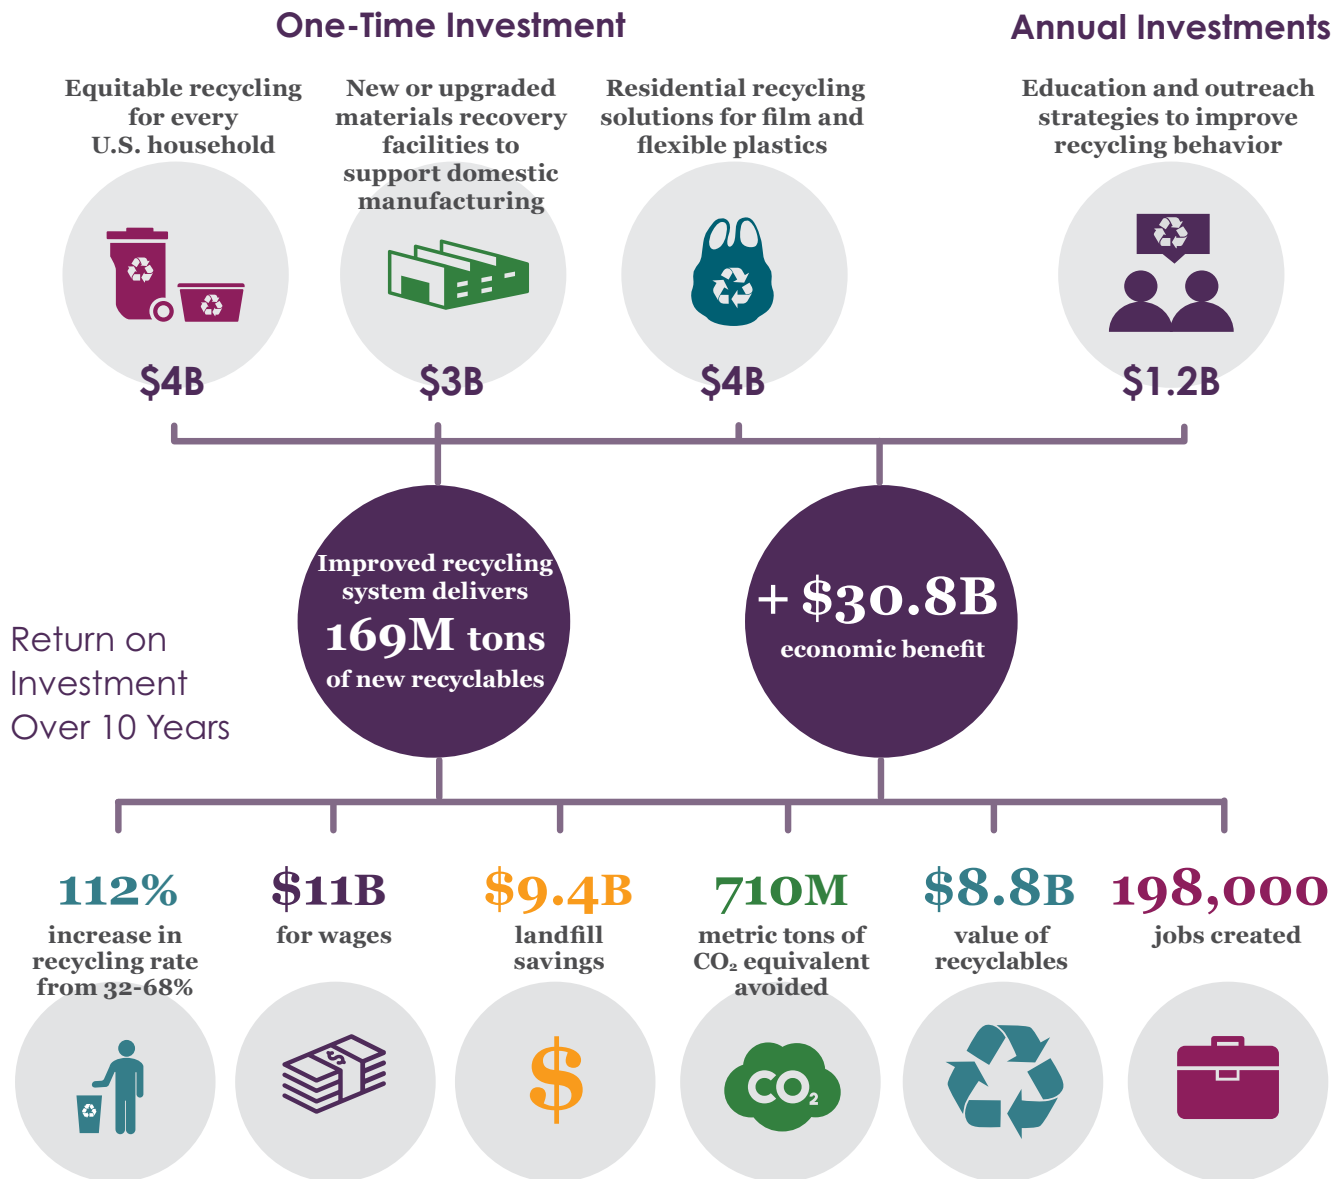 One-Time Investment
Annual Investments
Equitable recycling
for every
U.S. household
$4B
New or upgraded
materials recovery
facilities to
support domestic
manufacturing
$3B
Residential recycling
solutions for film and
flexible plastics
$4B
Education and outreach
strategies to improve
recycling behavior
$1.2B
Return on
Investment
Over 10 Years
Improved recycling
system delivers
169M tons
of new recyclables
+ $30.8B
economic benefit
112%
increase in
recycling rate
from 32-68%
$11B
for wages
$
$9.4B
landfill
savings
$
710M
metric tons of
CO₂ equivalent
avoided
CO₂
$8.8B
value of
recyclables
198,000
jobs created